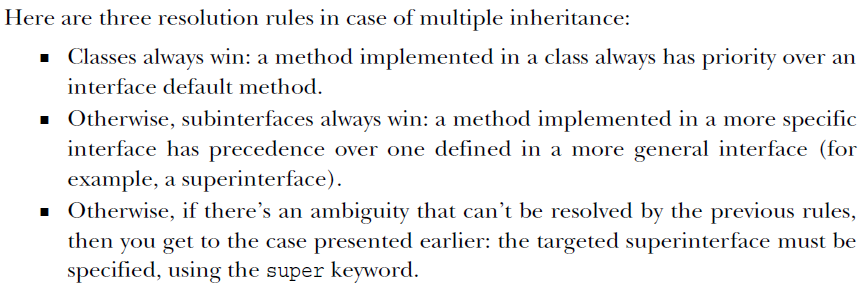 Here are three resolution rules in case of multiple inheritance:
■ Classes always win: a method implemented in a class always has priority over an
interface default method.
■ Otherwise, subinterfaces always win: a method implemented in a more specific
interface has precedence over one defined in a more general interface (for
example, a superinterface).
■ Otherwise, if there’s an ambiguity that can’t be resolved by the previous rules,
then you get to the case presented earlier: the targeted superinterface must be
specified, using the super keyword.